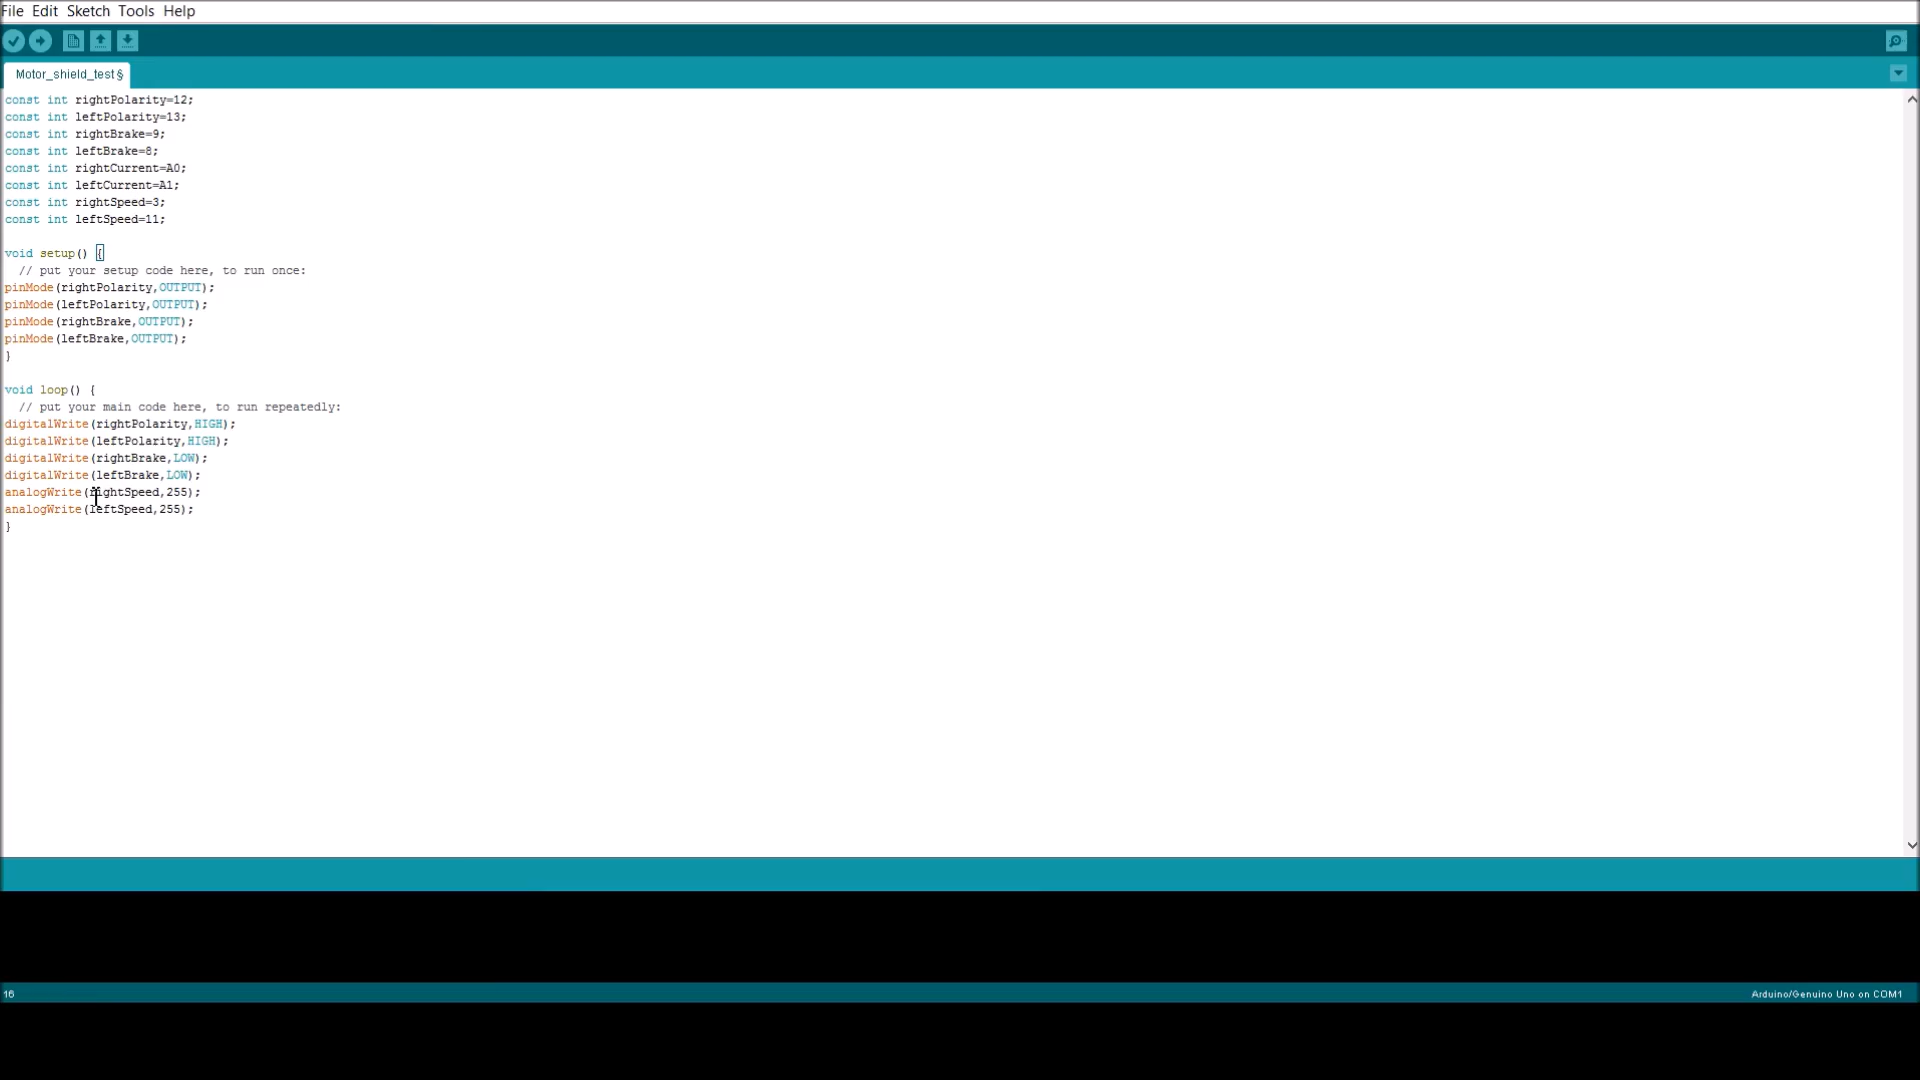 File Edit Sketch Tools Help
Motor_shield_test§
const int rightPolarity=12;
const int leftPolarity=13;
const int rightBrake=9;
const int leftBrake=8;
const int rightCurrent=A0;
const int leftCurrent=A1;
const int rightSpeed=3;
const int leftSpeed=11;
void setup() {
// put your setup code here, to run once:
pinMode(rightPolarity,OUTPUT);
pinMode(leftPolarity,OUTPUT);
pinMode(rightBrake,OUTPUT);
pinMode(leftBrake,OUTPUT);
}
void loop() {
// put your main code here, to run repeatedly:
digitalWrite(rightPolarity,HIGH);
digitalWrite(leftPolarity,HIGH);
digitalWrite(rightBrake,LOW);
digitalWrite(leftBrake,LOW);
analogWrite(rightSpeed,255);
analogWrite(leftSpeed,255);
}
16
Arduino/Genuino Uno on COM1